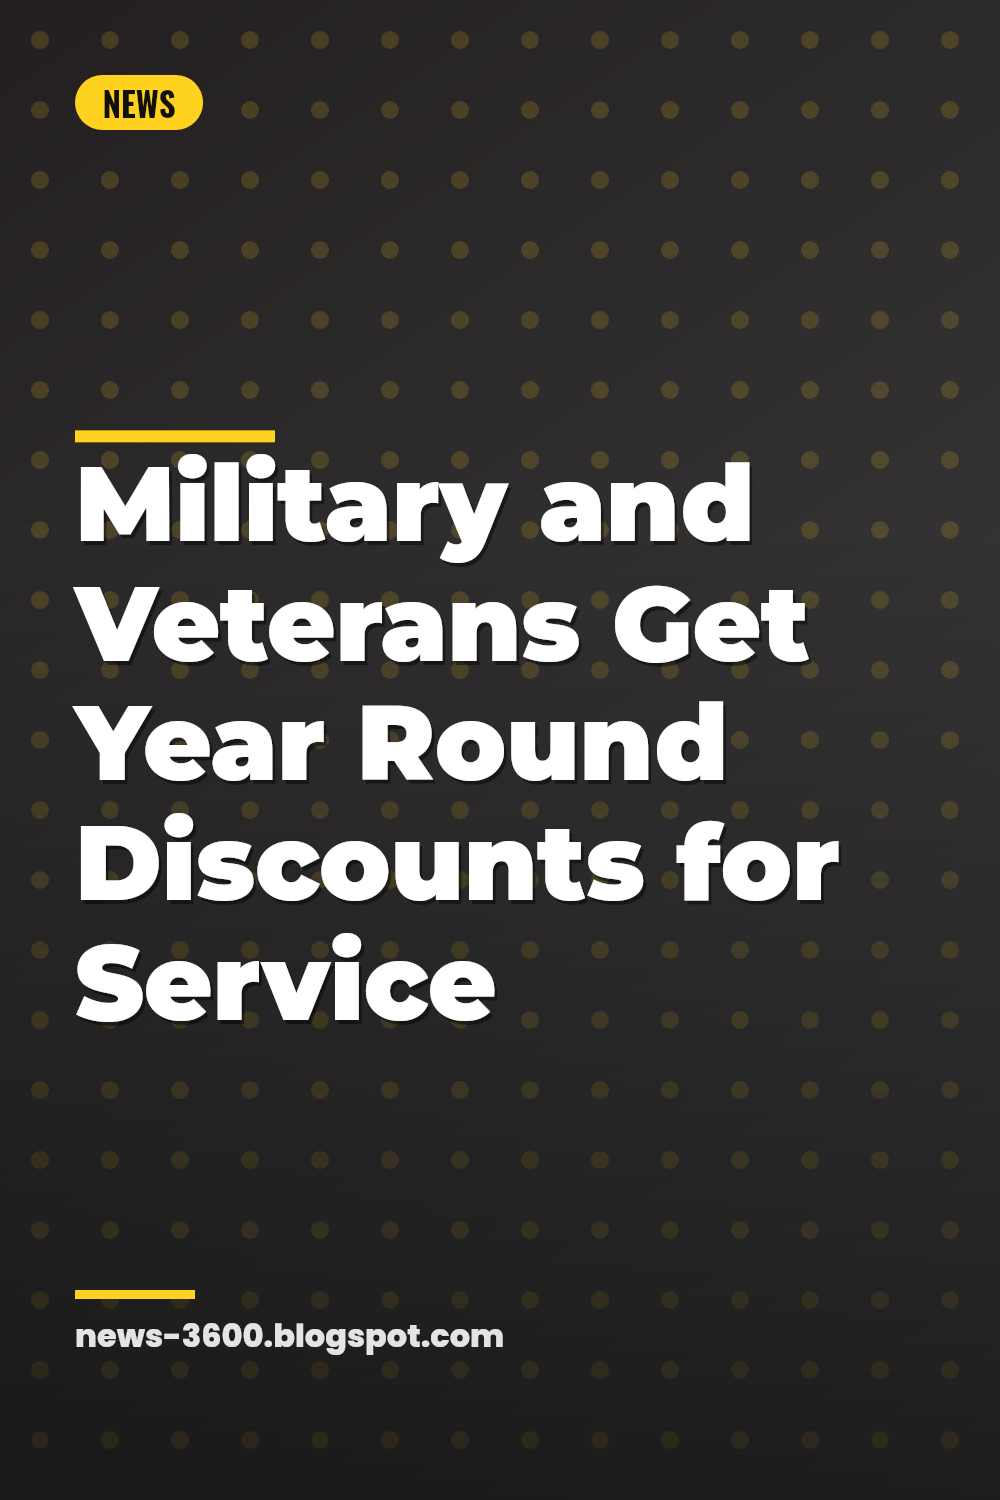 NEWS
Military and
Veterans Get
Year Round
Discounts for
Service
news-3600.blogspot.com